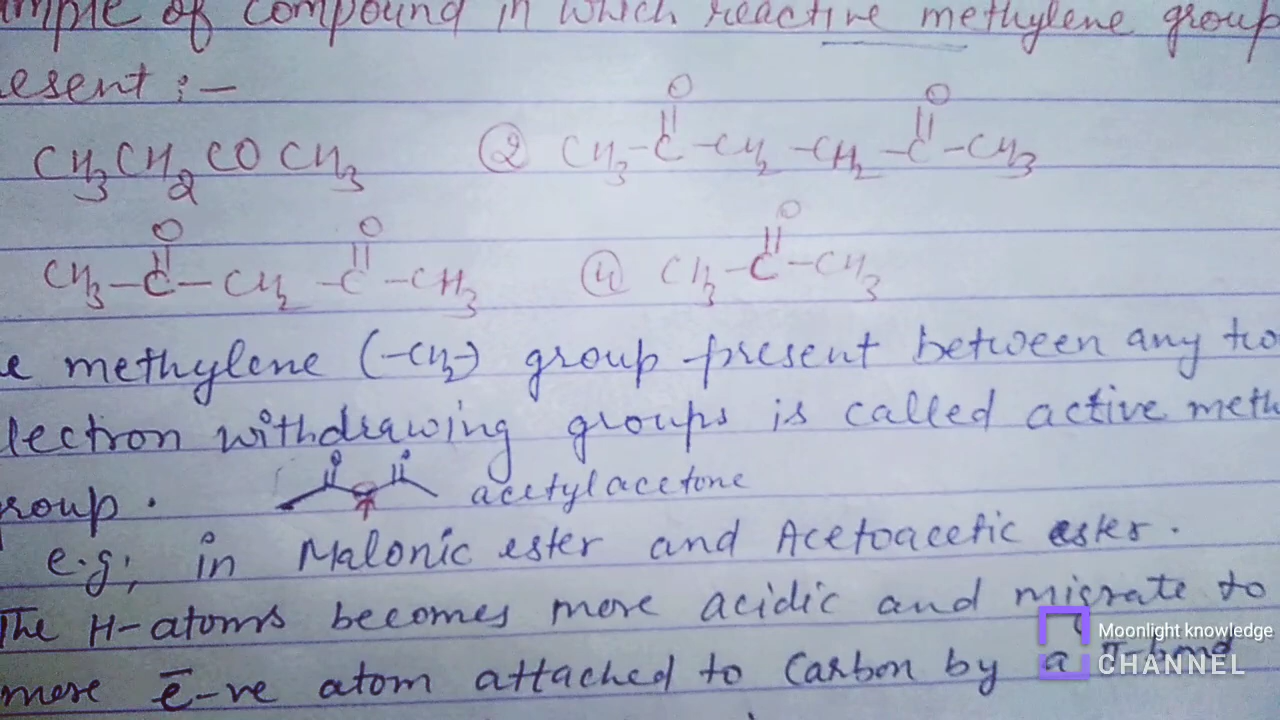 of compound in which reactive methylene group
esent :-
CH3CH2COCH3 ② CH3-C-CH2-CH2-C-CH3
O O
CH3-C-CH2-C-CH3 ④ CH3-C-CH3
O O O
e methylene (-CH2-) group present between any two
lectron withdrawing groups is called active meth
roup. acetylacetone
O O
e.g; in Malonic ester and Acetoacetic ester.
The H-atoms becomes more acidic and migrate to
more e-ve atom attached to Carbon by a π-bond
Moonlight knowledge
CHANNEL